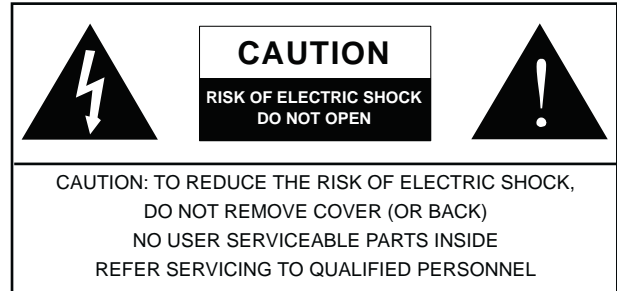 CAUTION
RISK OF ELECTRIC SHOCK
DO NOT OPEN
!
CAUTION: TO REDUCE THE RISK OF ELECTRIC SHOCK,
DO NOT REMOVE COVER (OR BACK)
NO USER SERVICEABLE PARTS INSIDE
REFER SERVICING TO QUALIFIED PERSONNEL